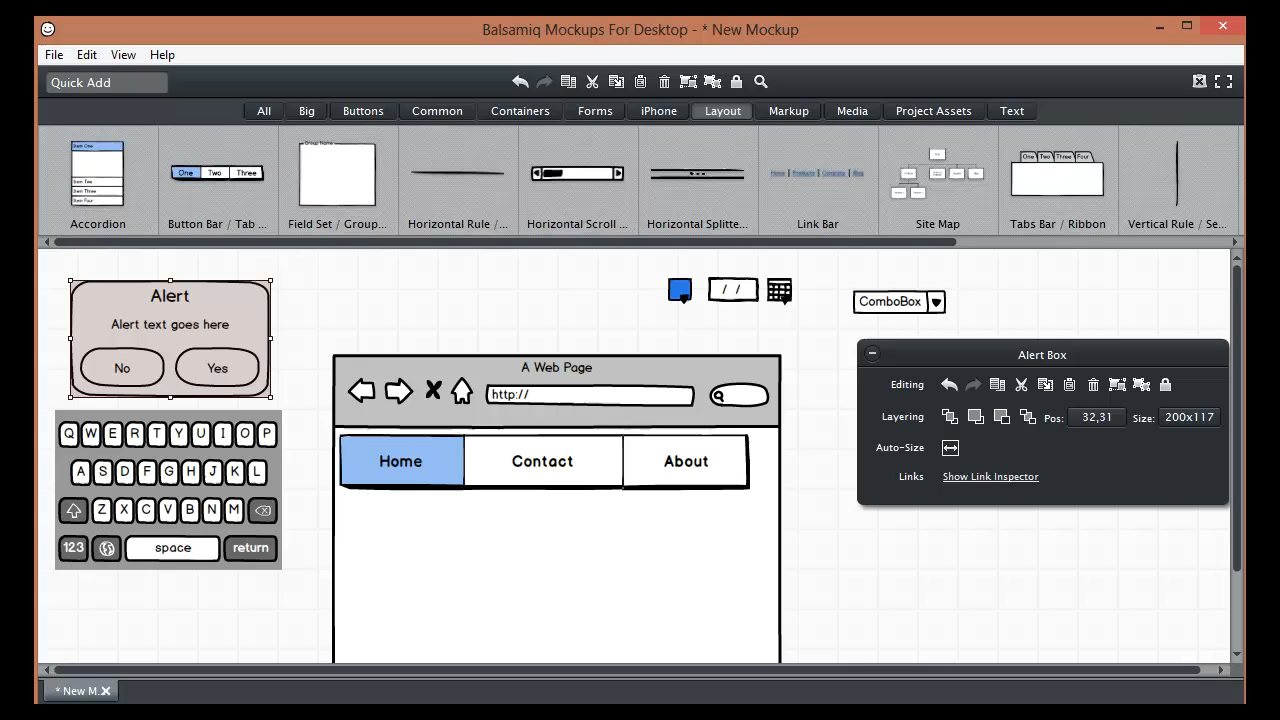 Balsamiq Mockups For Desktop - * New Mockup
File Edit View Help
Quick Add
All Big Buttons Common Containers Forms iPhone Layout Markup Media Project Assets Text
Item One
Item Two
Item Three
Item Four
One Two Three
Group Name
Home | Products | Company | Blog
One Two Three Four
Accordion Button Bar / Tab ... Field Set / Group... Horizontal Rule /... Horizontal Scroll ... Horizontal Splitte... Link Bar Site Map Tabs Bar / Ribbon Vertical Rule / Se...
Alert
Alert text goes here
No Yes
/ /
ComboBox
A Web Page
http://
Home Contact About
Q W E R T Y U I O P
A S D F G H J K L
Z X C V B N M
123 space return
Alert Box
Editing
Layering Pos: 32,31 Size: 200x117
Auto-Size
Links Show Link Inspector
* New M...